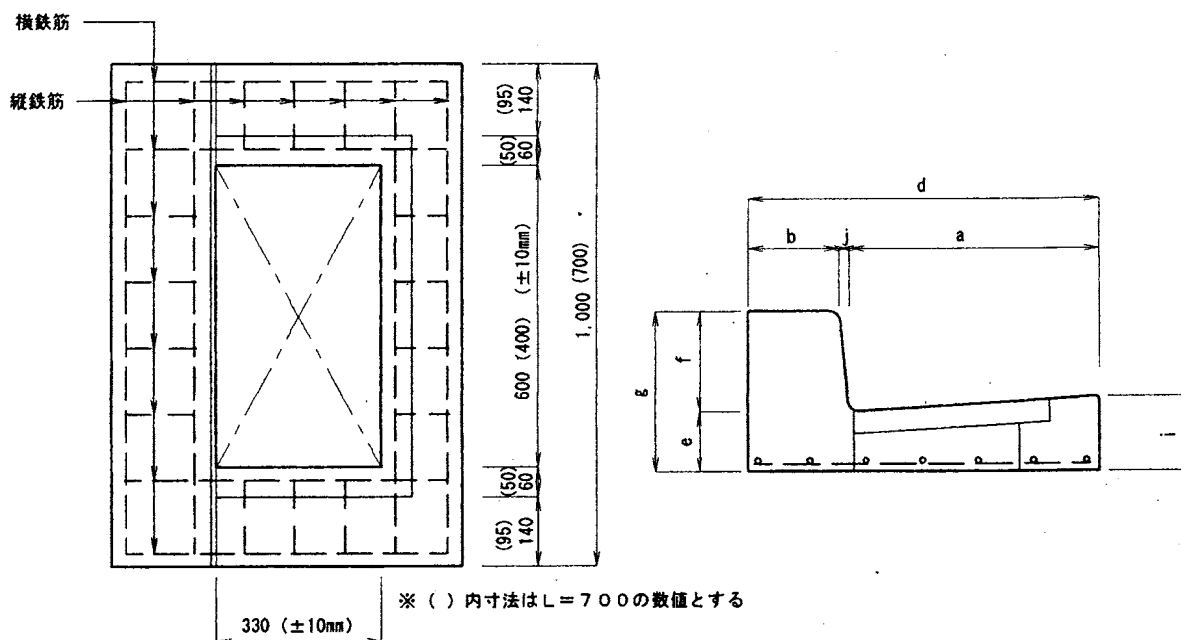 横鉄筋
縦鉄筋
(95)
140
(50)
60
600 (400) (±10mm)
1,000 (700)
(50)
60
(95)
140
330 (±10mm)
※ ( ) 内寸法はL=700の数値とする
d
b
j
a
g
f
e
i